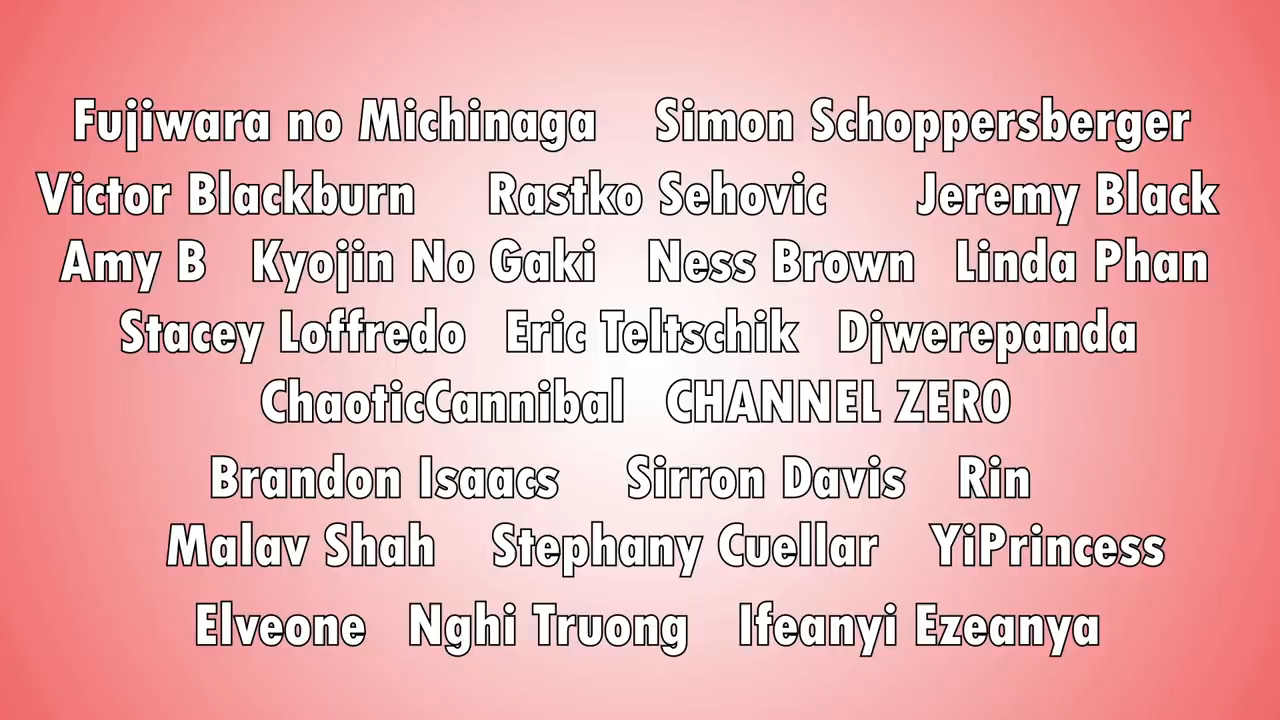 Fujiwara no Michinaga Simon Schoppersberger
Victor Blackburn Rastko Sehovic Jeremy Black
Amy B Kyojin No Gaki Ness Brown Linda Phan
Stacey Loffredo Eric Teltschik Djwerepanda
ChaoticCannibal CHANNEL ZERO
Brandon Isaacs Sirron Davis Rin
Malav Shah Stephany Cuellar YiPrincess
Elveone Nghi Truong Ifeanyi Ezeanya